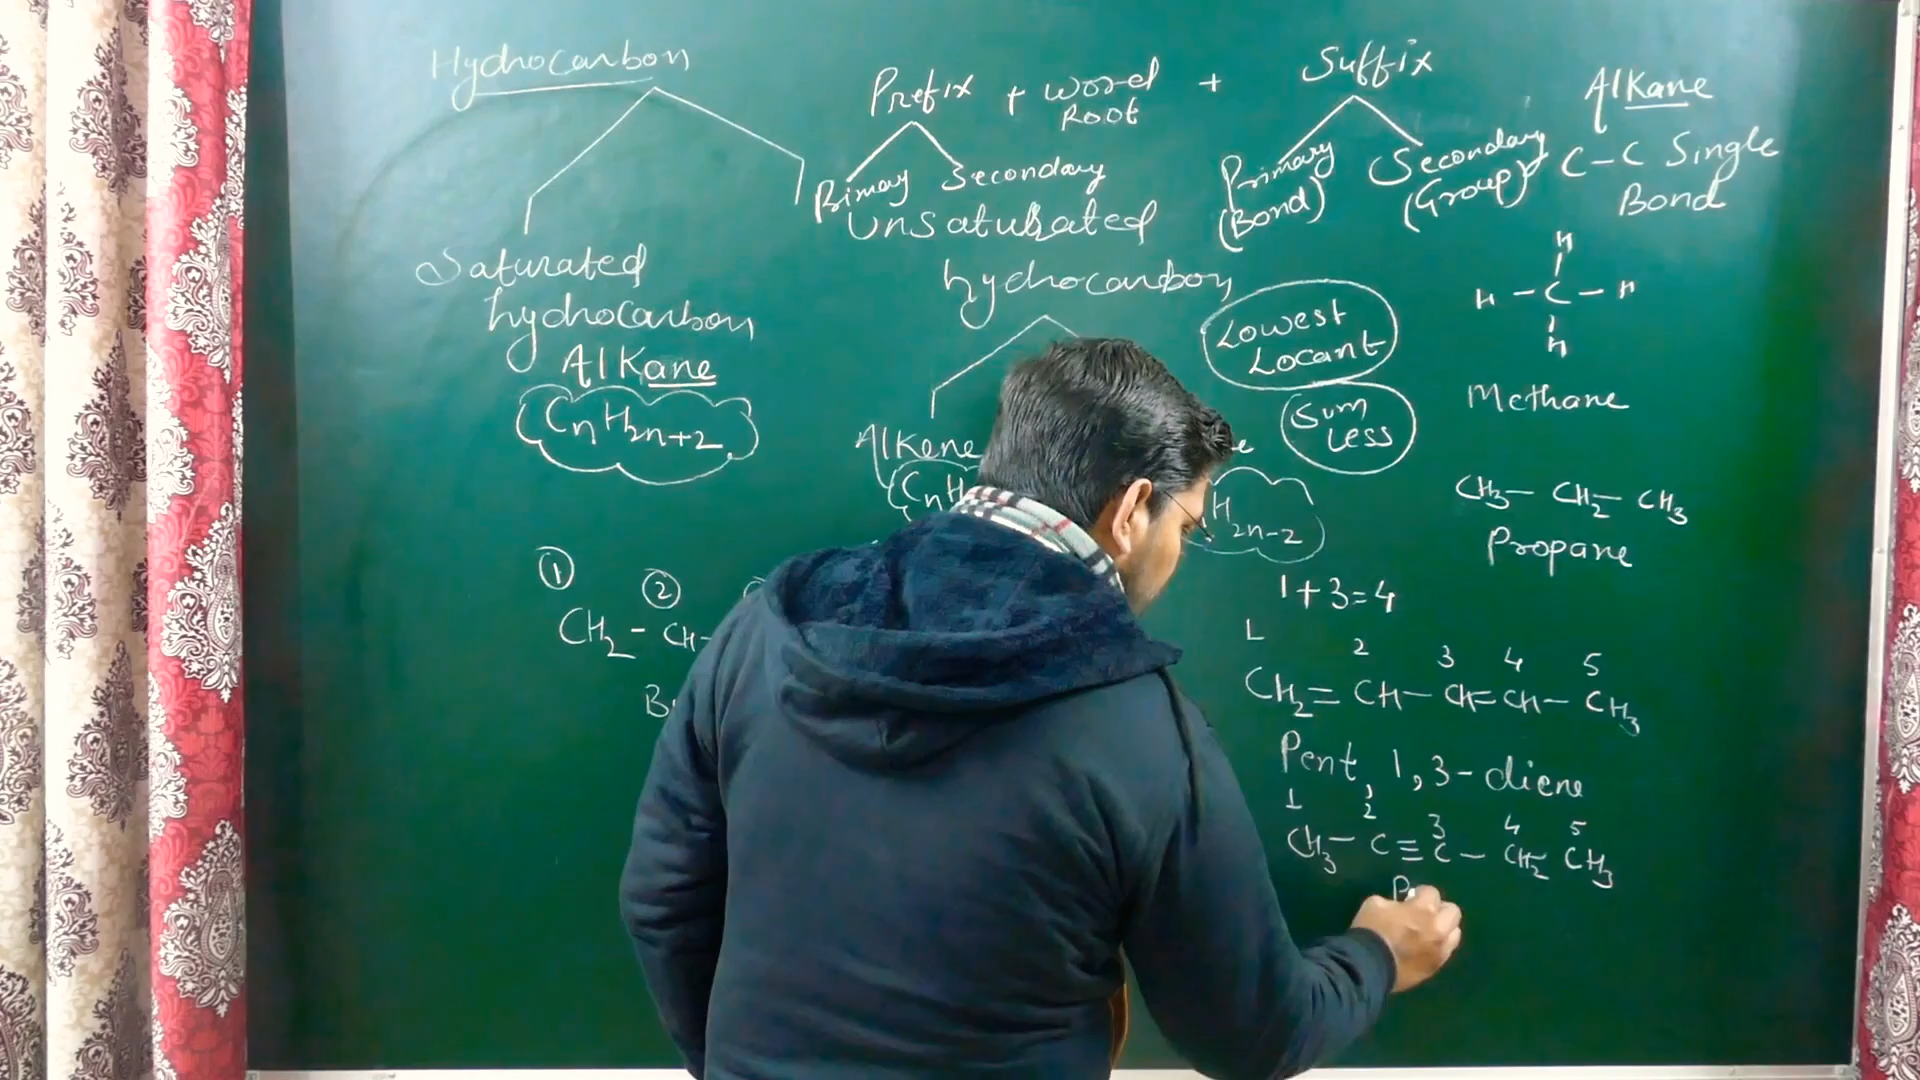 Hydrocarbon
Prefix + word + Suffix
Root
Primary Secondary
Primary Secondary
(Bond) (Group)
Alkane
C-C Single
Bond
Saturated
hydrocarbon
Alkane
CnH2n+2
Unsaturated
hydrocarbon
Alkene
CnH
H2n-2
Lowest
Locant
Sum
Less
H
H - C - H
H
Methane
CH3- CH2- CH3
Propane
① ②
CH2 - CH-
1+3=4
1 2 3 4 5
CH2= CH- CH=CH- CH3
Pent, 1,3-diene
1 2 3 4 5
CH3- C≡C- CH2 CH3
P